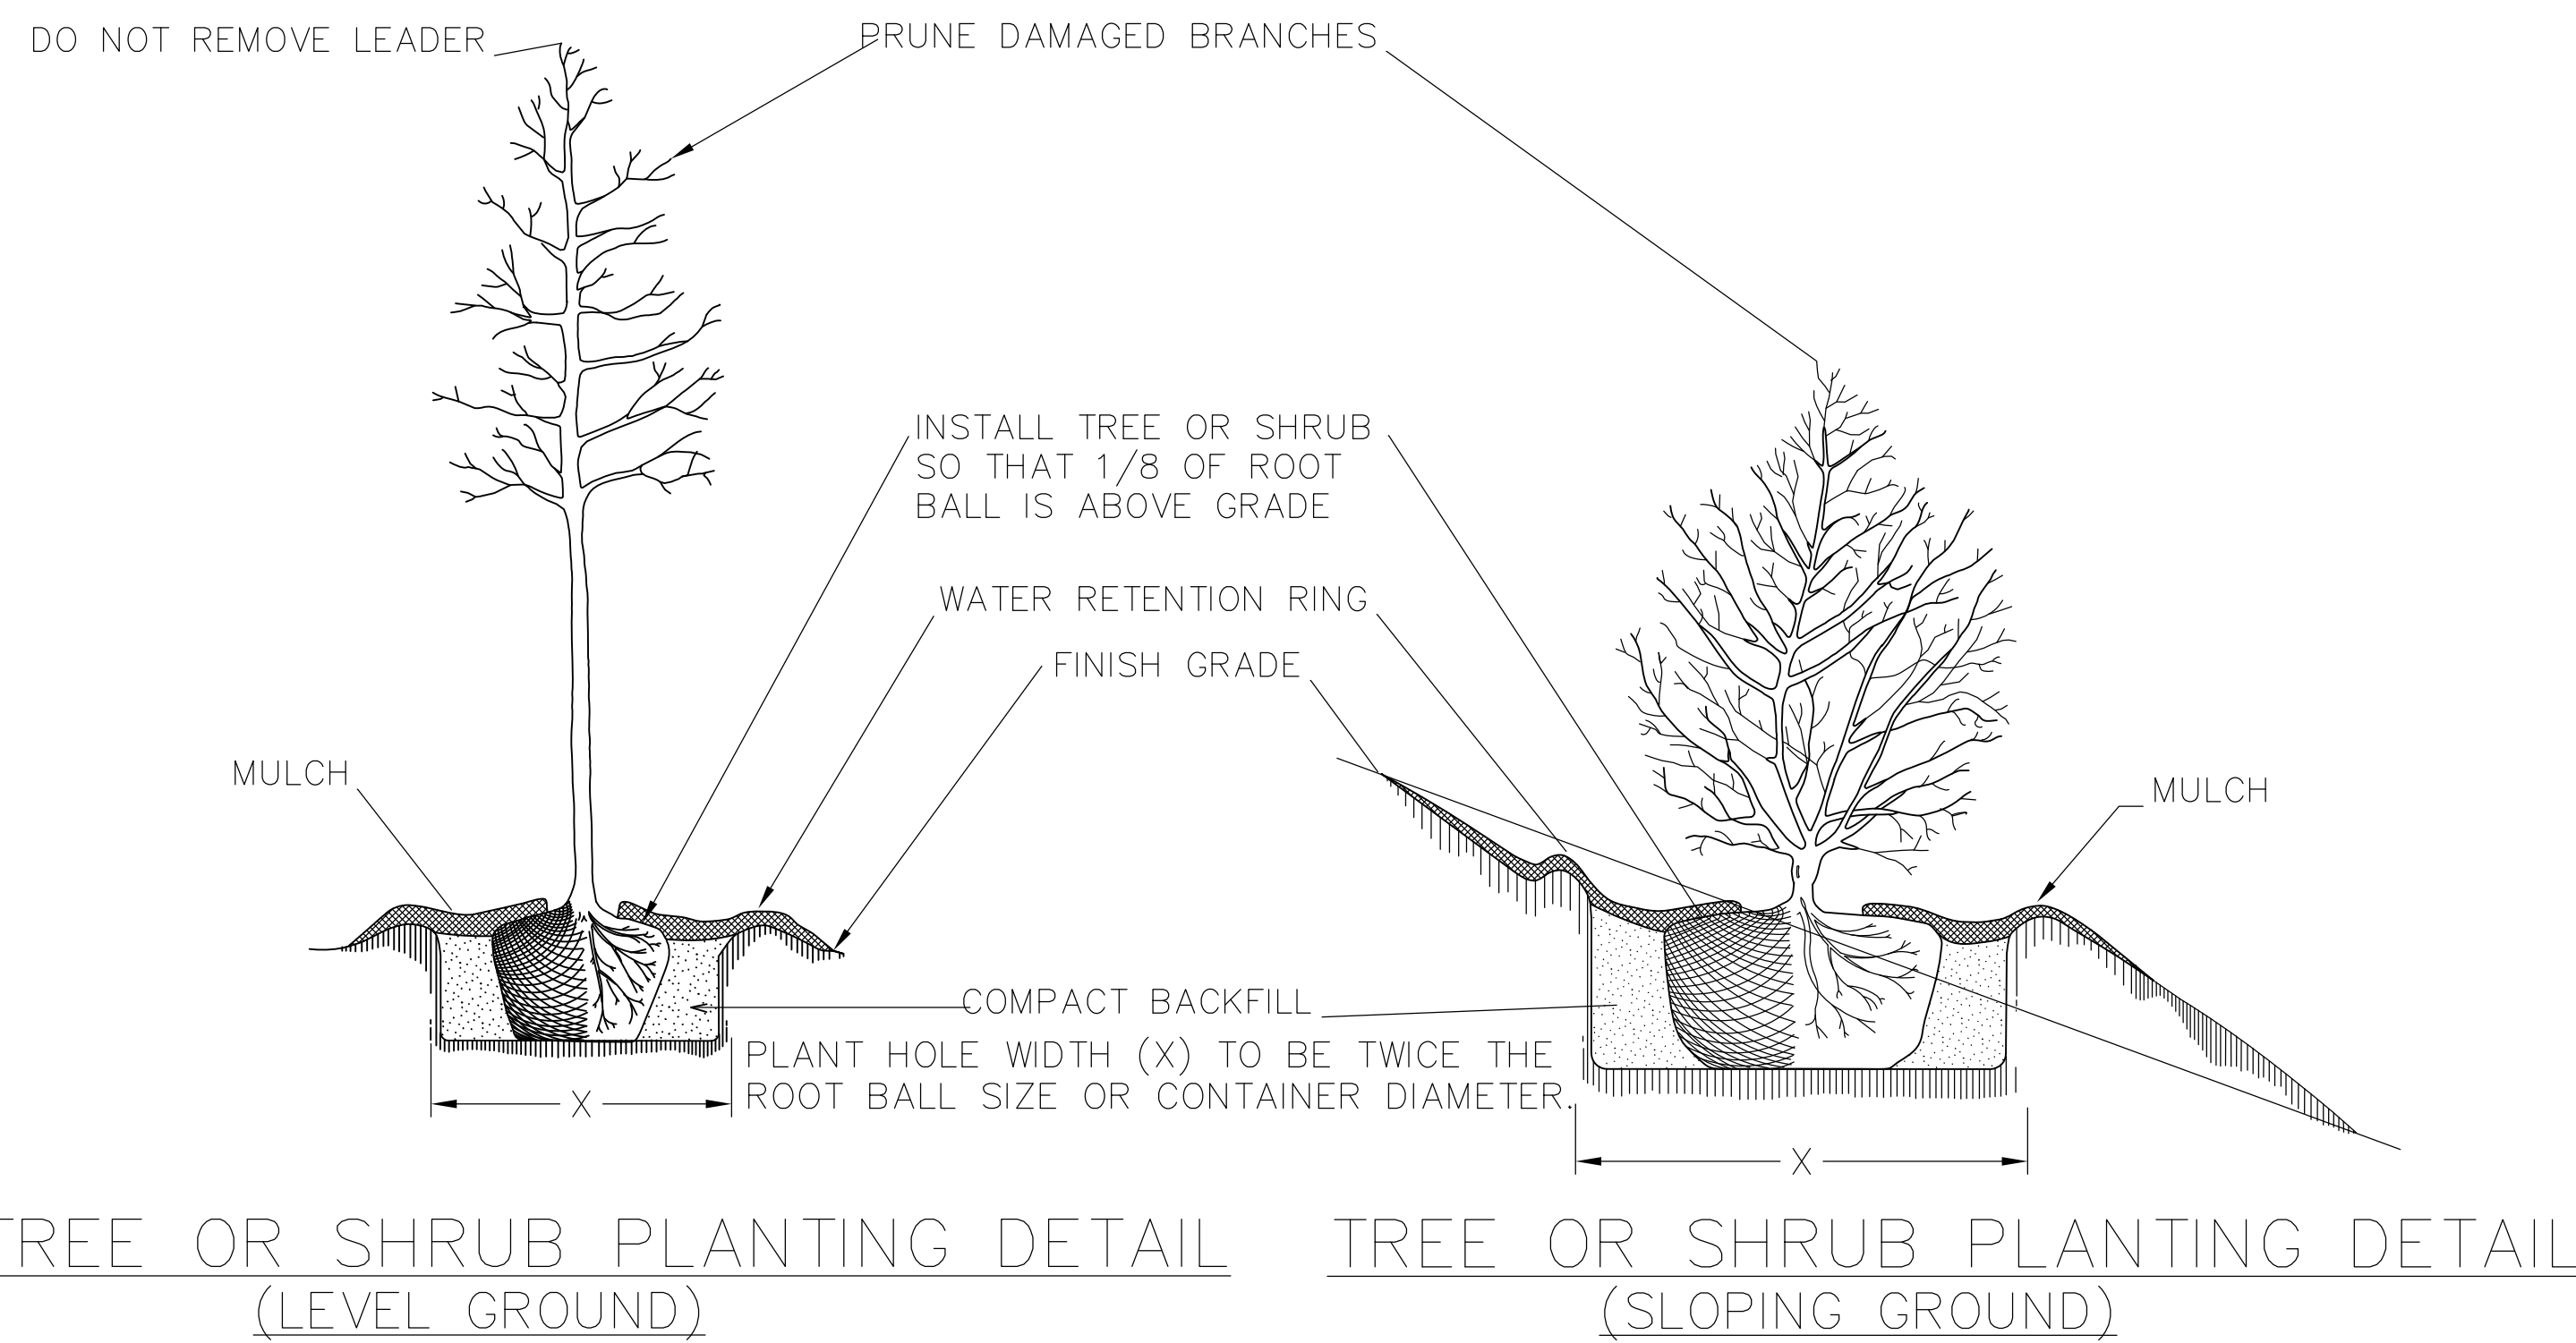 DO NOT REMOVE LEADER
PRUNE DAMAGED BRANCHES
INSTALL TREE OR SHRUB
SO THAT 1/8 OF ROOT
BALL IS ABOVE GRADE
WATER RETENTION RING
FINISH GRADE
MULCH
MULCH
COMPACT BACKFILL
PLANT HOLE WIDTH (X) TO BE TWICE THE
ROOT BALL SIZE OR CONTAINER DIAMETER.
X
X
TREE OR SHRUB PLANTING DETAIL
(LEVEL GROUND)
TREE OR SHRUB PLANTING DETAIL
(SLOPING GROUND)